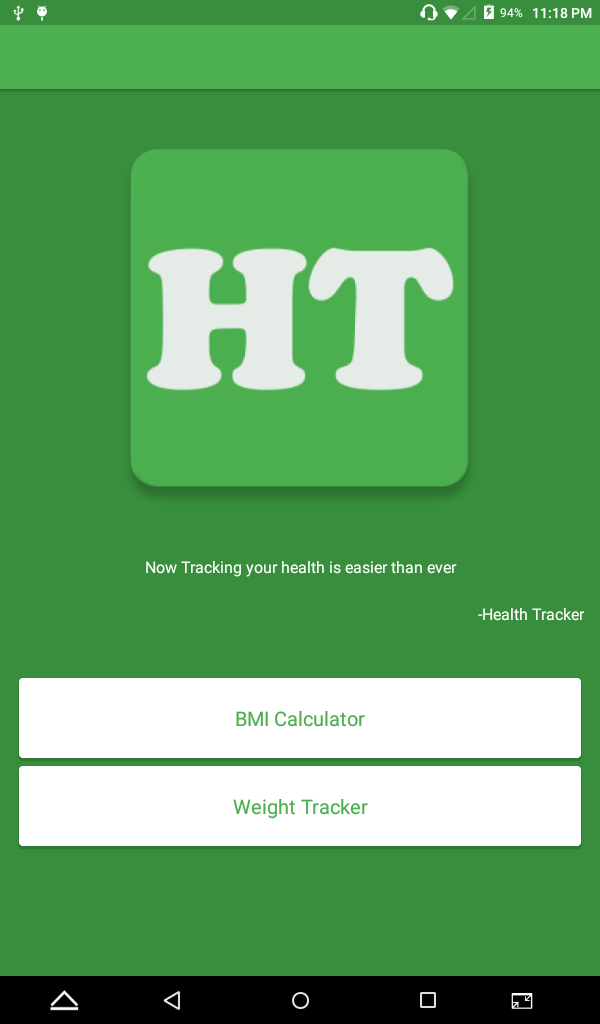 94% 11:18 PM
HT
Now Tracking your health is easier than ever
-Health Tracker
BMI Calculator
Weight Tracker